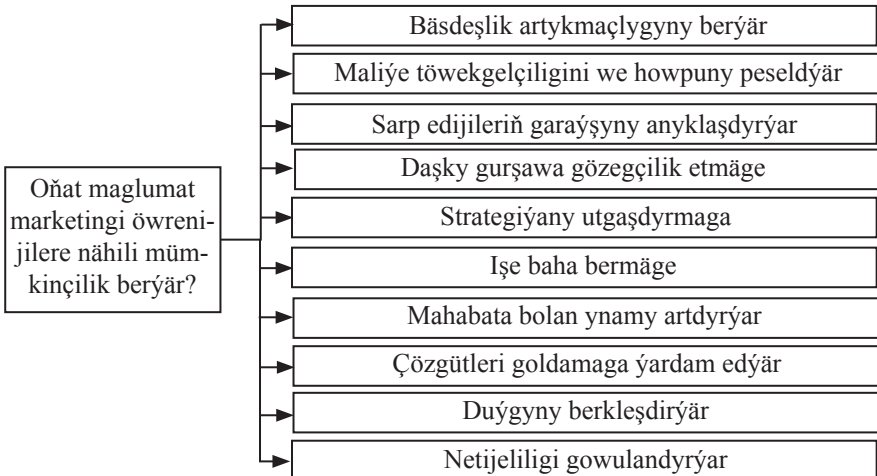 Oňat maglumat
marketingi öwreni-
jilere nähili müm-
kinçilik berýär?
Bäsdeşlik artykmaçlygyny berýär
Maliýe töwekgelçiligini we howpuny peseldýär
Sarp edijileriň garaýşyny anyklaşdyrýar
Daşky gurşawa gözegçilik etmäge
Strategiýany utgaşdyrmaga
Işe baha bermäge
Mahabata bolan ynamy artdyrýar
Çözgütleri goldamaga ýardam edýär
Duýgyny berkleşdirýär
Netijeliligi gowulandyrýar